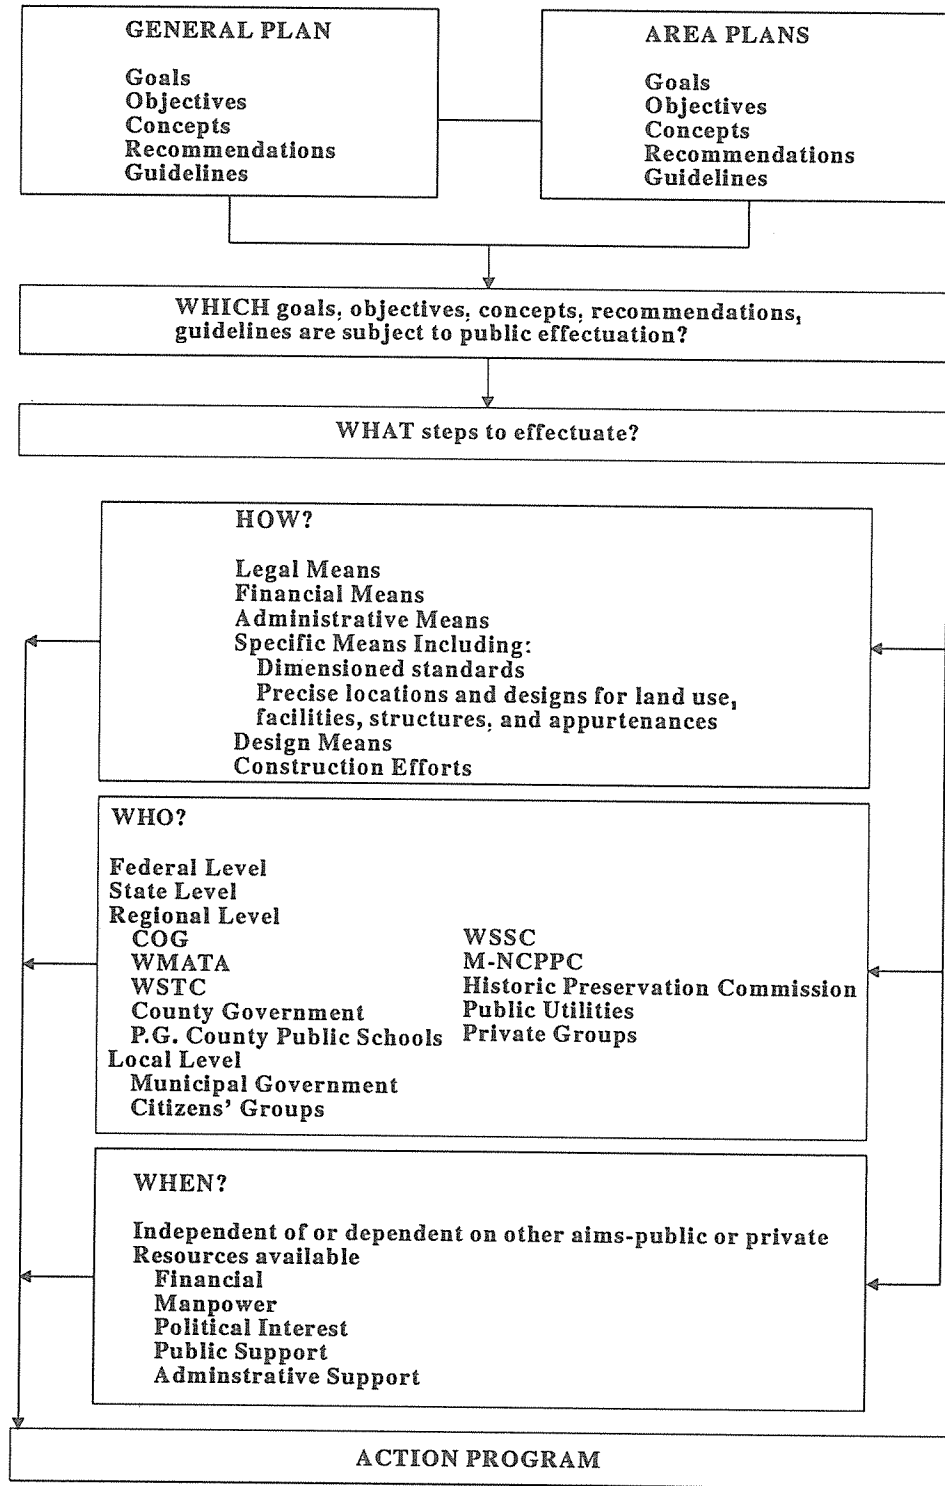 GENERAL PLAN
Goals
Objectives
Concepts
Recommendations
Guidelines
AREA PLANS
Goals
Objectives
Concepts
Recommendations
Guidelines
WHICH goals, objectives, concepts, recommendations,
guidelines are subject to public effectuation?
WHAT steps to effectuate?
HOW?
Legal Means
Financial Means
Administrative Means
Specific Means Including:
Dimensioned standards
Precise locations and designs for land use,
facilities, structures, and appurtenances
Design Means
Construction Efforts
WHO?
Federal Level
State Level
Regional Level
COG
WMATA
WSTC
County Government
P.G. County Public Schools
WSSC
M-NCPPC
Historic Preservation Commission
Public Utilities
Private Groups
Local Level
Municipal Government
Citizens' Groups
WHEN?
Independent of or dependent on other aims-public or private
Resources available
Financial
Manpower
Political Interest
Public Support
Adminstrative Support
ACTION PROGRAM